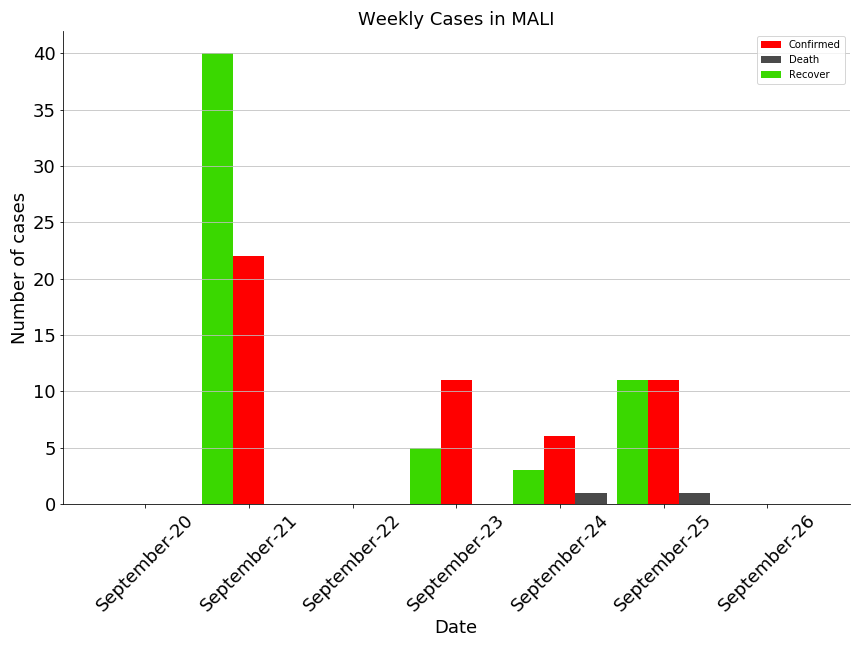 Weekly Cases in MALI
Confirmed
Death
Recover
Number of cases
40
35
30
25
20
15
10
5
0
September-20
September-21
September-22
September-23
September-24
September-25
September-26
Date